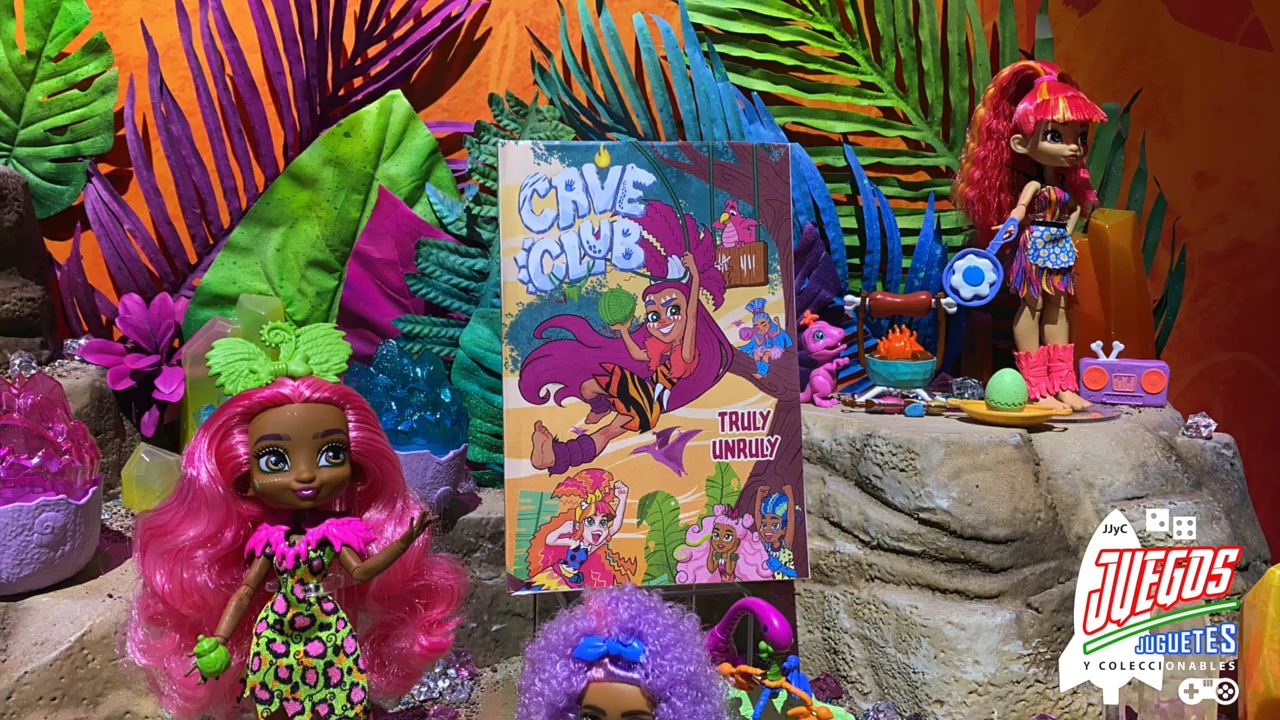 CAVE
CLUB
TRULY
UNRULY
JJyC
JUEGOS
JUGUETES
Y COLECCIONABLES